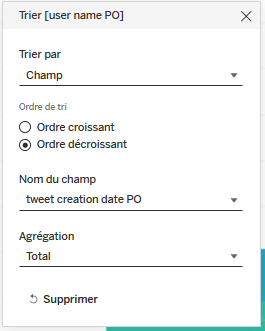 Trier [user name PO]
Trier par
Champ
Ordre de tri
Ordre croissant
Ordre décroissant
Nom du champ
tweet creation date PO
Agrégation
Total
Supprimer